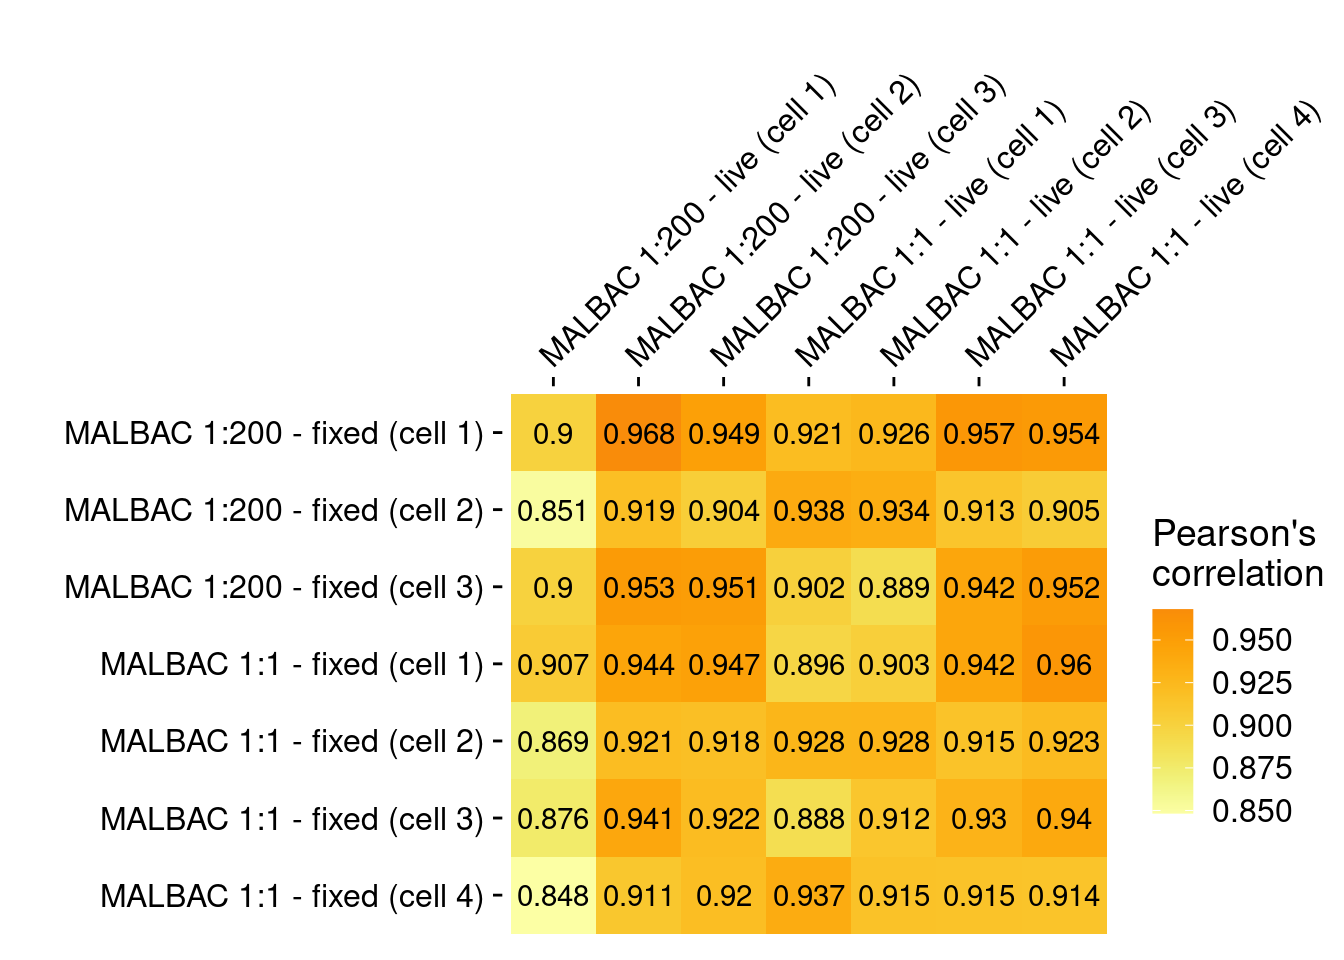 MALBAC 1:200 - live (cell 1)
MALBAC 1:200 - live (cell 2)
MALBAC 1:200 - live (cell 3)
MALBAC 1:1 - live (cell 1)
MALBAC 1:1 - live (cell 2)
MALBAC 1:1 - live (cell 3)
MALBAC 1:1 - live (cell 4)
MALBAC 1:200 - fixed (cell 1) 0.9 0.968 0.949 0.921 0.926 0.957 0.954
MALBAC 1:200 - fixed (cell 2) 0.851 0.919 0.904 0.938 0.934 0.913 0.905
MALBAC 1:200 - fixed (cell 3) 0.9 0.953 0.951 0.902 0.889 0.942 0.952
MALBAC 1:1 - fixed (cell 1) 0.907 0.944 0.947 0.896 0.903 0.942 0.96
MALBAC 1:1 - fixed (cell 2) 0.869 0.921 0.918 0.928 0.928 0.915 0.923
MALBAC 1:1 - fixed (cell 3) 0.876 0.941 0.922 0.888 0.912 0.93 0.94
MALBAC 1:1 - fixed (cell 4) 0.848 0.911 0.92 0.937 0.915 0.915 0.914
Pearson's
correlation
0.950
0.925
0.900
0.875
0.850